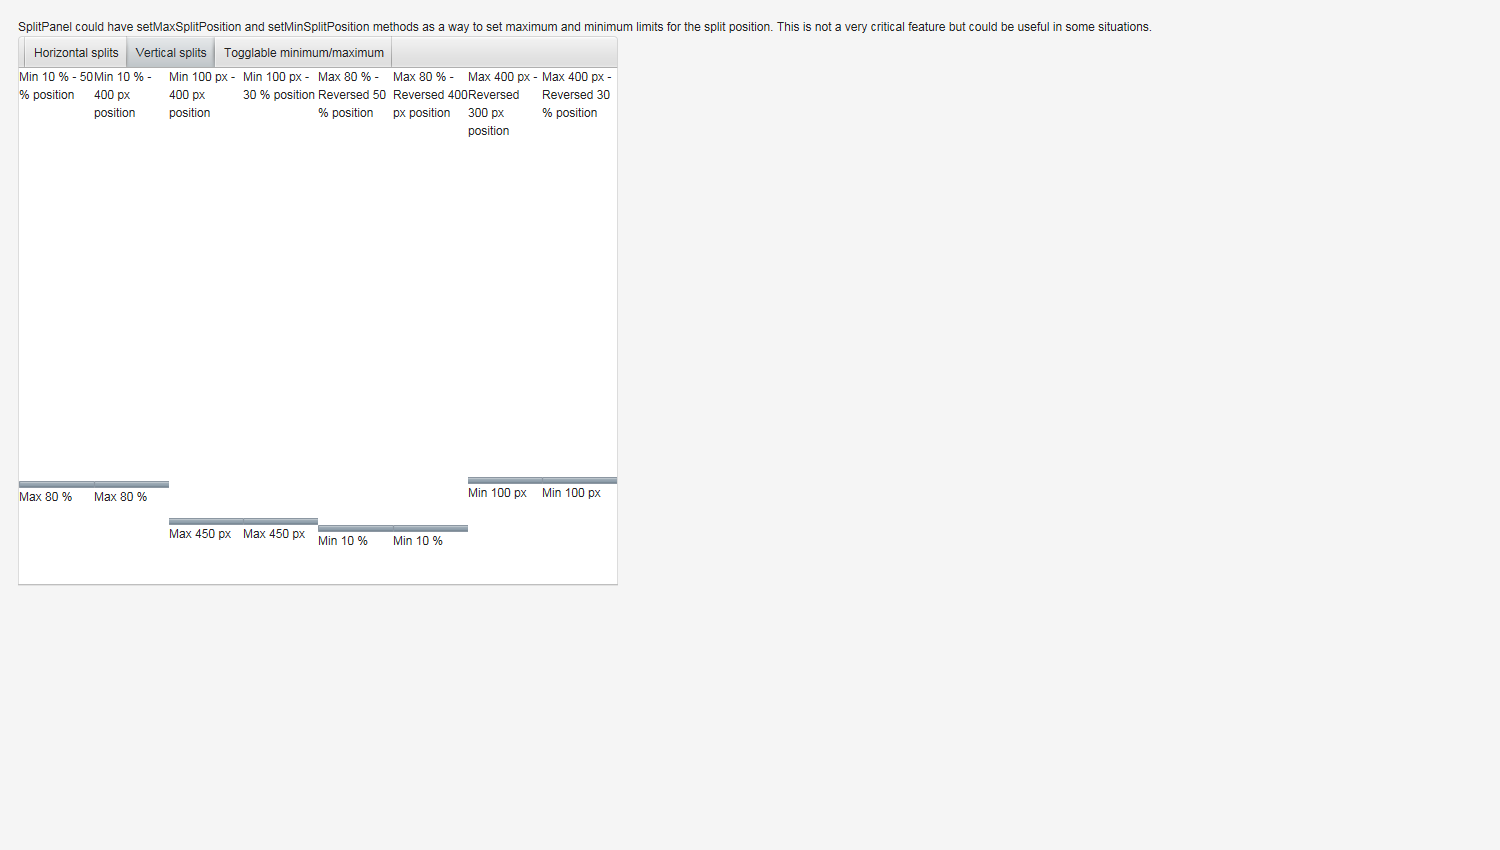 SplitPanel could have setMaxSplitPosition and setMinSplitPosition methods as a way to set maximum and minimum limits for the split position. This is not a very critical feature but could be useful in some situations.
Horizontal splits
Vertical splits
Togglable minimum/maximum
Min 10 % - 50
% position
Min 10 % -
400 px
position
Min 100 px -
400 px
position
Min 100 px -
30 % position
Max 80 % -
Reversed 50
% position
Max 80 % -
Reversed 400
px position
Max 400 px -
Reversed
300 px
position
Max 400 px -
Reversed 30
% position
Max 80 %
Max 80 %
Max 450 px
Max 450 px
Min 10 %
Min 10 %
Min 100 px
Min 100 px